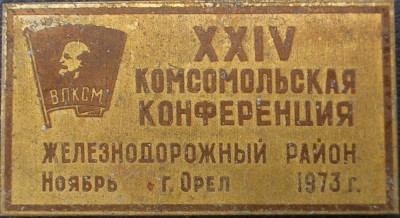 XXIV
КОМСОМОЛЬСКАЯ
КОНФЕРЕНЦИЯ
ВЛКСМ
ЖЕЛЕЗНОДОРОЖНЫЙ РАЙОН
НОЯБРЬ Г. ОРЕЛ 1973 Г.